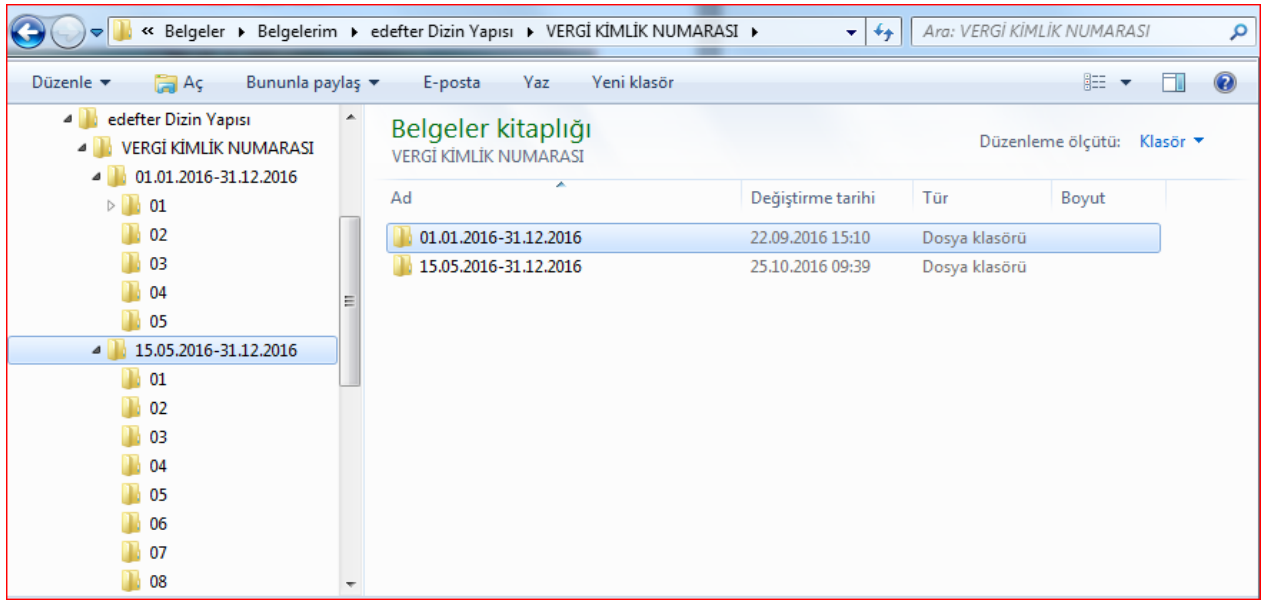 « Belgeler ▸ Belgelerim ▸ edefter Dizin Yapısı ▸ VERGİ KİMLİK NUMARASI ▸ Ara: VERGİ KİMLİK NUMARASI
Düzenle Aç Bununla paylaş E-posta Yaz Yeni klasör
edefter Dizin Yapısı
VERGİ KİMLİK NUMARASI
01.01.2016-31.12.2016
01
02
03
04
05
15.05.2016-31.12.2016
01
02
03
04
05
06
07
08
Belgeler kitaplığı
VERGİ KİMLİK NUMARASI
Düzenleme ölçütü: Klasör
Ad Değiştirme tarihi Tür Boyut
01.01.2016-31.12.2016 22.09.2016 15:10 Dosya klasörü
15.05.2016-31.12.2016 25.10.2016 09:39 Dosya klasörü